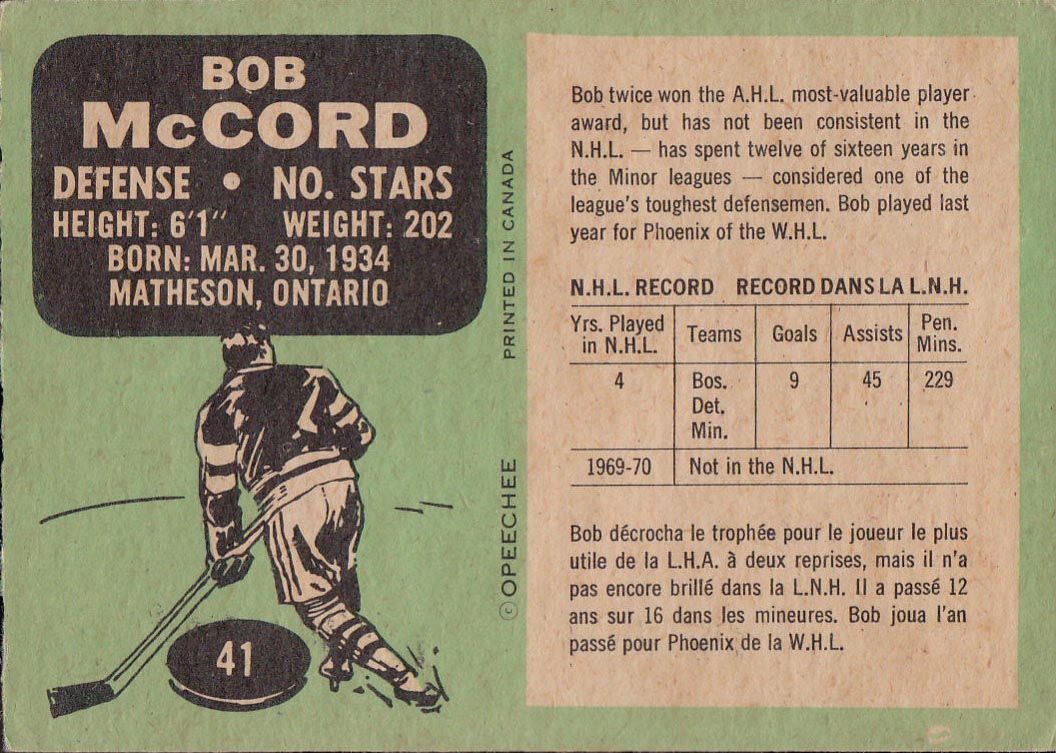 BOB
McCORD
DEFENSE • NO. STARS
HEIGHT: 6'1" WEIGHT: 202
BORN: MAR. 30, 1934
MATHESON, ONTARIO
41
PRINTED IN CANADA
© OPEECHEE
Bob twice won the A.H.L. most-valuable player
award, but has not been consistent in the
N.H.L. — has spent twelve of sixteen years in
the Minor leagues — considered one of the
league's toughest defensemen. Bob played last
year for Phoenix of the W.H.L.
N.H.L. RECORD RECORD DANS LA L.N.H.
Yrs. Played
in N.H.L. Teams Goals Assists Pen.
Mins.
4 Bos. 9 45 229
Det.
Min.
1969-70 Not in the N.H.L.
Bob décrocha le trophée pour le joueur le plus
utile de la L.H.A. à deux reprises, mais il n'a
pas encore brillé dans la L.N.H. Il a passé 12
ans sur 16 dans les mineures. Bob joua l'an
passé pour Phoenix de la W.H.L.